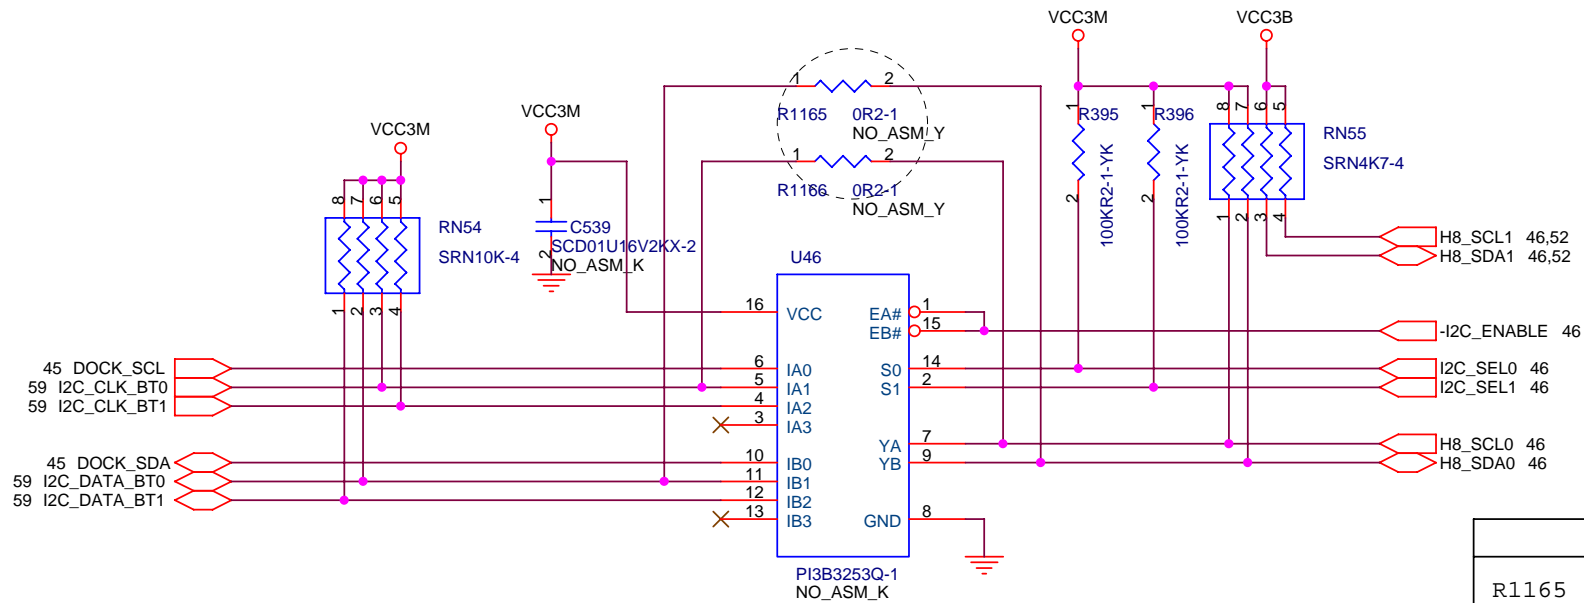 VCC3M
VCC3B
1
2
R1165
0R2-1
NO_ASM_Y
1
2
R1166
0R2-1
NO_ASM_Y
1
R395
100KR2-1-YK
2
1
R396
100KR2-1-YK
2
8
7
6
5
RN55
SRN4K7-4
1
2
3
4
VCC3M
VCC3M
8
7
6
5
RN54
SRN10K-4
1
2
3
4
1
C539
SCD01U16V2KX-2
2
NO_ASM_K
H8_SCL1 46,52
H8_SDA1 46,52
U46
16
VCC
EA#
1
EB#
15
-I2C_ENABLE 46
45 DOCK_SCL
6
IA0
S0
14
I2C_SEL0 46
59 I2C_CLK_BT0
5
IA1
S1
2
I2C_SEL1 46
59 I2C_CLK_BT1
4
IA2
3
IA3
YA
7
H8_SCL0 46
45 DOCK_SDA
10
IB0
YB
9
H8_SDA0 46
59 I2C_DATA_BT0
11
IB1
59 I2C_DATA_BT1
12
IB2
13
IB3
GND
8
PI3B3253Q-1
NO_ASM_K
R1165